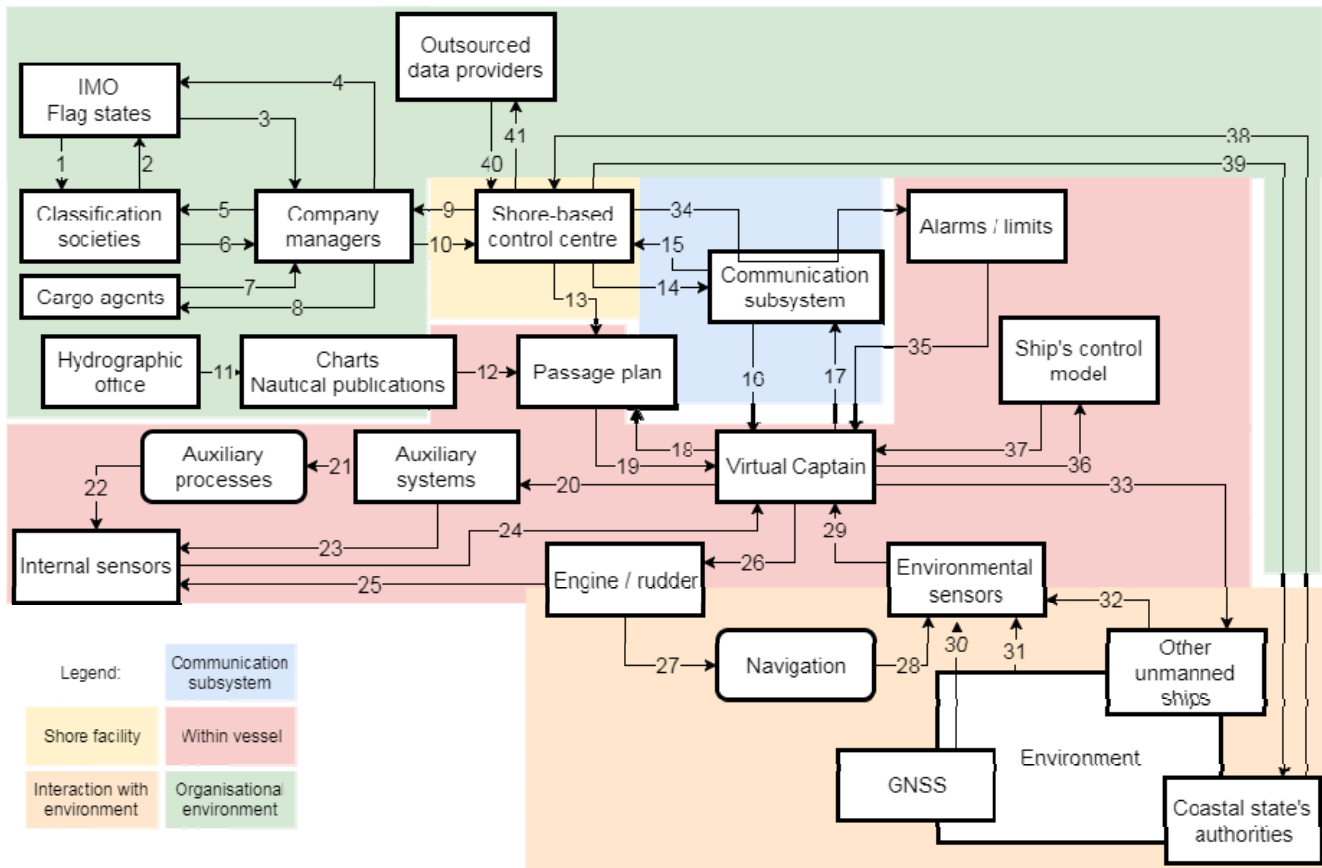 Outsourced
data providers
IMO
Flag states
4
3
41
40
38
39
1
2
Classification
societies
5
6
Company
managers
9
10
Shore-based
control centre
34
15
14
Alarms / limits
Communication
subsystem
Cargo agents
7
8
13
Hydrographic
office
11
Charts
Nautical publications
12
Passage plan
16
17
35
Ship's control
model
Auxiliary
processes
21
Auxiliary
systems
18
19
Virtual Captain
37
36
22
20
33
24
29
Internal sensors
23
25
Engine / rudder
26
Environmental
sensors
32
27
Navigation
28
30
31
Other
unmanned
ships
Environment
GNSS
Coastal state's
authorities
Legend:
Communication
subsystem
Shore facility
Within vessel
Interaction with
environment
Organisational
environment